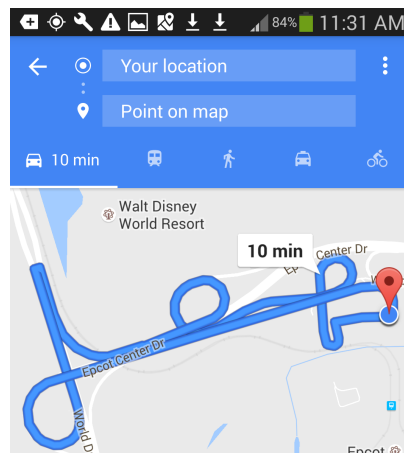 84% 11:31 AM
Your location
Point on map
10 min
Walt Disney
World Resort
10 min
Center Dr
Epcot Center Dr
World D
Epcot